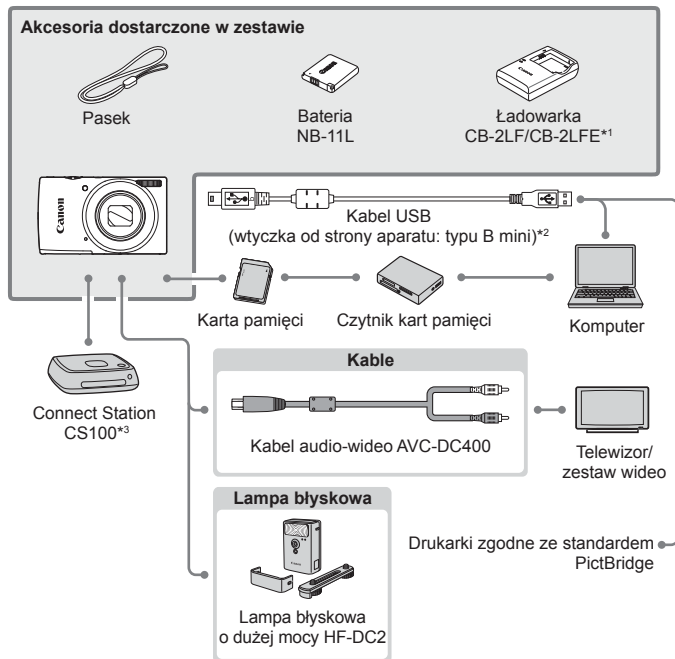 Akcesoria dostarczone w zestawie
Pasek
Bateria
NB-11L
Ładowarka
CB-2LF/CB-2LFE*1
Canon
Kabel USB
(wtyczka od strony aparatu: typu B mini)*2
Karta pamięci
Czytnik kart pamięci
Komputer
Connect Station
CS100*3
Kable
Kabel audio-wideo AVC-DC400
Telewizor/
zestaw wideo
Lampa błyskowa
Lampa błyskowa
o dużej mocy HF-DC2
Drukarki zgodne ze standardem
PictBridge